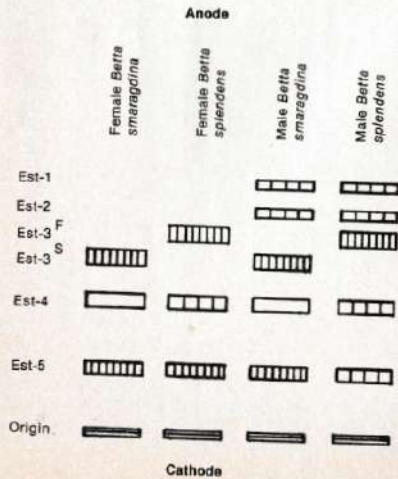 Anode
Female Betta
smaragdina
Female Betta
splendens
Male Betta
smaragdina
Male Betta
splendens
Est-1
Est-2
Est-3 F
Est-3 S
Est-4
Est-5
Origin
Cathode